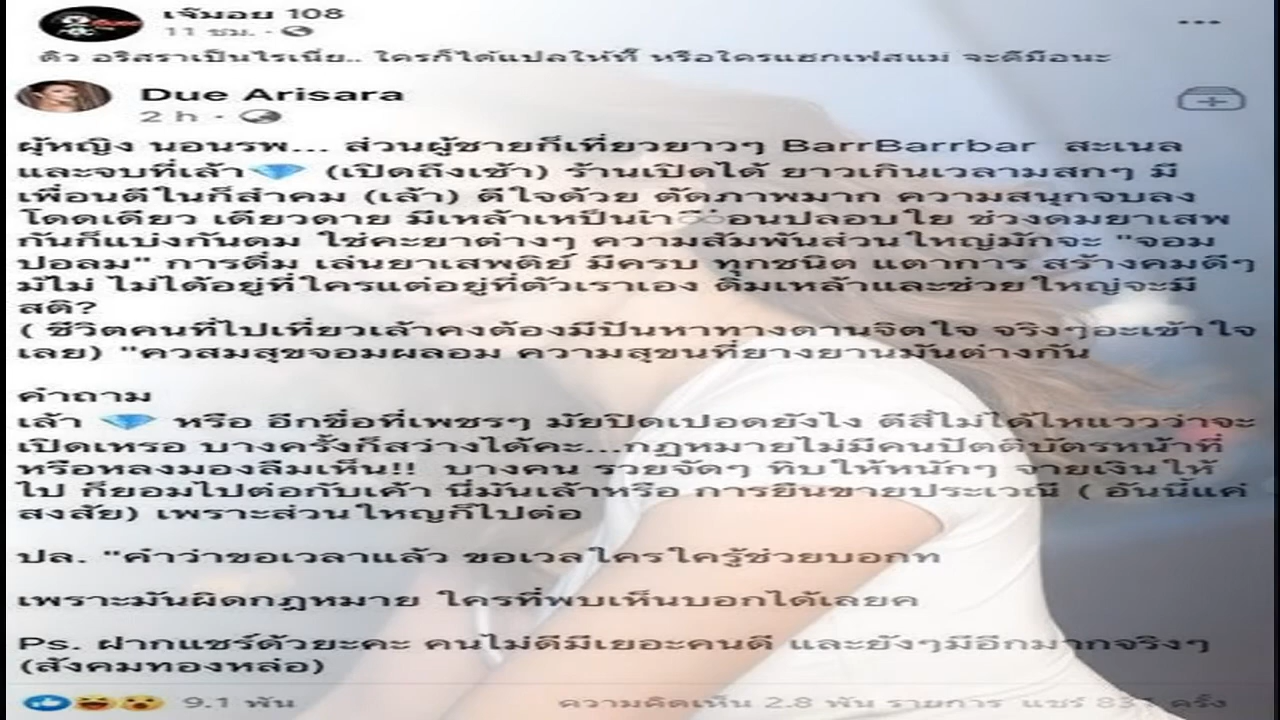 เจ๊มอย 108
11 ชม. ·
ดิว อริสราเป็นไรเนี่ย.. ใครก็ได้แปลให้ที หรือใครแฮกเฟสแม่ จะดีมือนะ
Due Arisara
2 h ·
ผู้หญิง นอนรพ... ส่วนผู้ชายก็เที่ยวยาวๆ BarrBarrbar สะเนล
และจบที่เล้า💎 (เปิดถึงเช้า) ร้านเปิดได้ ยาวเกินเวลามสกๆ มี
เพื่อนดีในก็สำคม (เล้า) ดีใจด้วย ตัดภาพมาก ความสนุกจบลง
โดดเดียว เดียวดาย มีเหล้าเหป็น ปลอบใย ช่วงดมยาเสพ
กันก็แบ่งกันดม ใช่คะยาต่างๆ ความสัมพันส่วนใหญ่มักจะ "จอม
ปอลม" การดื่ม เล่นยาเสพติย์ มีครบ ทุกชนิต แตาการ สร้างคมดีๆ
มัไม่ ไม่ได้อยู่ที่ใครแต่อยู่ที่ตัวเราเอง ดื่มเหล้าและช่วยใหญ่จะมี
สติ?
( ชีวิตคนที่ไปเที่ยวเล้าคงต้องมีปันหาทางดานจิตใจ จริงๆอะเข้าใจ
เลย) "ควสมสุขจอมผลอม ความสุขนที่ยางยานมันต่างกัน
คำถาม
เล้า 💎 หรือ อีกชื่อที่เพชรๆ มัยปิดเปอดยังไง ตีสี่ไม่ได้ไหแววว่าจะ
เปิดเหรอ บางครั้งก็สว่างได้คะ...กฏหมายไม่มีคนปัตติบัตรหน้าที่
หรือหลงมองลืมเห็น!! บางคน รวยจัดๆ ทิบให้หนักๆ จ่ายเงินให้
ไป ก็ยอมไปต่อกับเค้า นี่มันเล้าหรือ การยืนขายประเวณี ( อันนี้แค่
สงสัย) เพราะส่วนใหญก็ไปต่อ
ปล. "คำว่าขอเวลาแล้ว ขอเวลใครใครู้ช่วยบอกท
เพราะมันผิดกฏหมาย ใครที่พบเห็นบอกได้เลยค
Ps. ฝากแชร์ด้วยะคะ คนไม่ดีมีเยอะคนดี และยังๆมีอีกมากจริงๆ
(สังคมทองหล่อ)
9.1 พัน ความคิดเห็น 2.8 พัน รายการ แชร์ ครั้ง